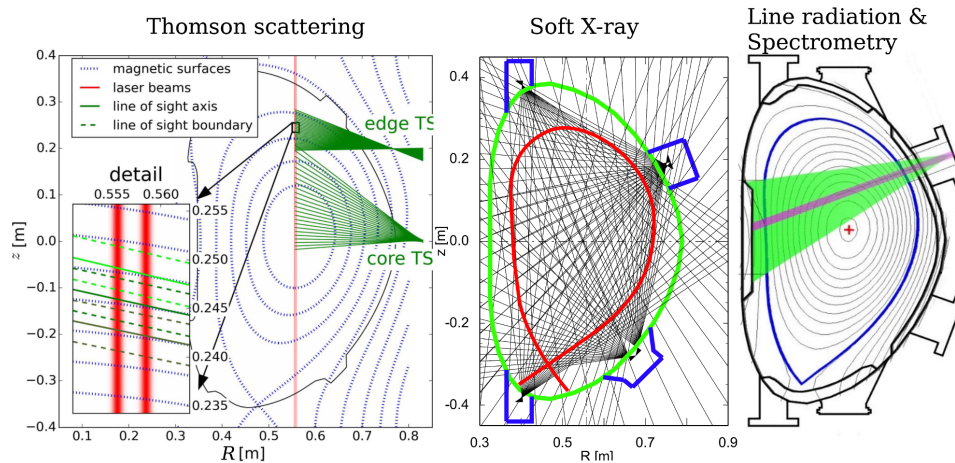 Thomson scattering
magnetic surfaces
laser beams
line of sight axis
line of sight boundary
edge TS
core TS
detail
0.555 0.560
0.255
0.250
0.245
0.240
0.235
0.4
0.3
0.2
0.1
0.0
−0.1
−0.2
−0.3
−0.4
z [m]
0.1 0.2 0.3 0.4 0.5 0.6 0.7 0.8
R [m]
Soft X-ray
0.4
0.2
0.0
-0.2
-0.4
z [m]
0.3 0.5 0.7 0.9
R [m]
Line radiation &
Spectrometry